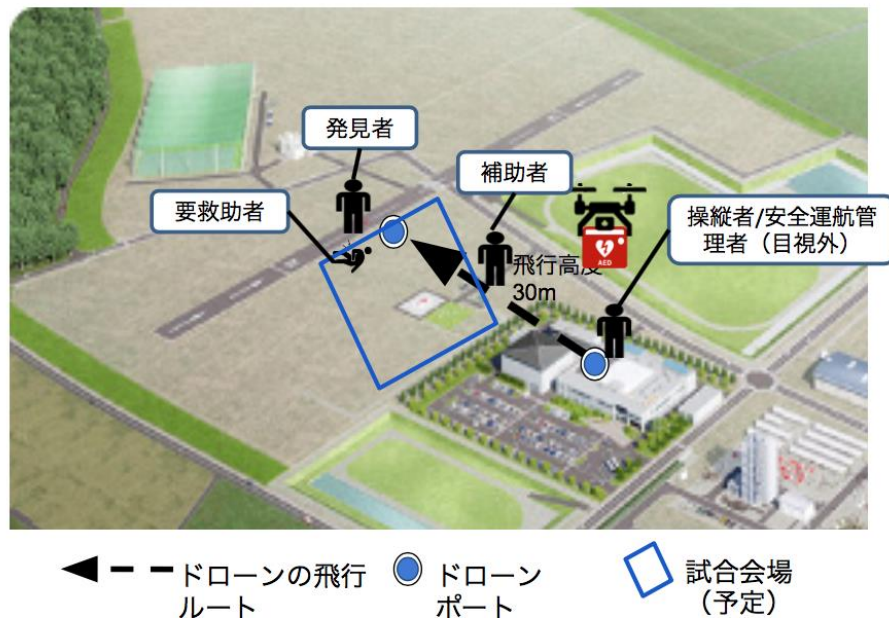 発見者
補助者
要救助者
操縦者/安全運航管
理者（目視外）
AED
飛行高度
30m
ドローンの飛行
ルート
ドローン
ポート
試合会場
（予定）